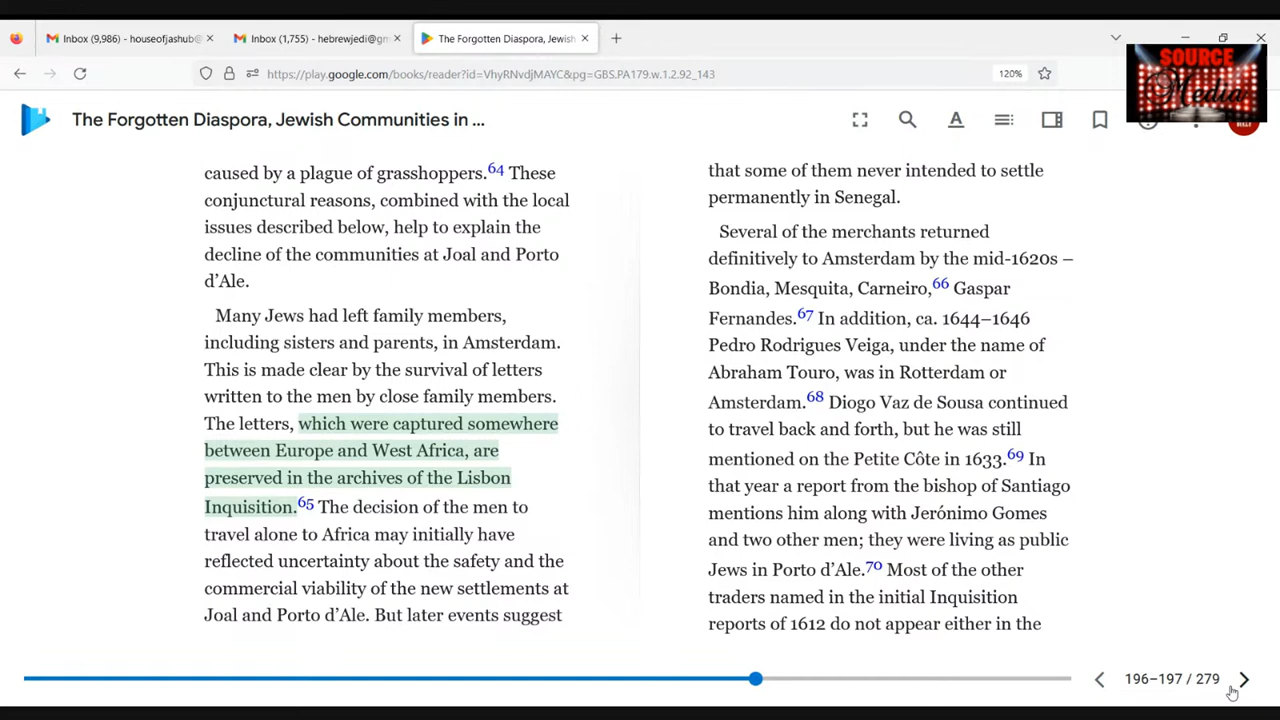 Inbox (9,986) - houseofjashub@
Inbox (1,755) - hebrewjedi@gm
The Forgotten Diaspora, Jewish
https://play.google.com/books/reader?id=VhyRNvdjMAYC&pg=GBS.PA179.w.1.2.92_143
120%
SOURCE
Media
The Forgotten Diaspora, Jewish Communities in ...
caused by a plague of grasshoppers.64 These
conjunctural reasons, combined with the local
issues described below, help to explain the
decline of the communities at Joal and Porto
d'Ale.
Many Jews had left family members,
including sisters and parents, in Amsterdam.
This is made clear by the survival of letters
written to the men by close family members.
The letters, which were captured somewhere
between Europe and West Africa, are
preserved in the archives of the Lisbon
Inquisition.65 The decision of the men to
travel alone to Africa may initially have
reflected uncertainty about the safety and the
commercial viability of the new settlements at
Joal and Porto d'Ale. But later events suggest
that some of them never intended to settle
permanently in Senegal.
Several of the merchants returned
definitively to Amsterdam by the mid-1620s –
Bondia, Mesquita, Carneiro,66 Gaspar
Fernandes.67 In addition, ca. 1644–1646
Pedro Rodrigues Veiga, under the name of
Abraham Touro, was in Rotterdam or
Amsterdam.68 Diogo Vaz de Sousa continued
to travel back and forth, but he was still
mentioned on the Petite Côte in 1633.69 In
that year a report from the bishop of Santiago
mentions him along with Jerónimo Gomes
and two other men; they were living as public
Jews in Porto d'Ale.70 Most of the other
traders named in the initial Inquisition
reports of 1612 do not appear either in the
196–197 / 279